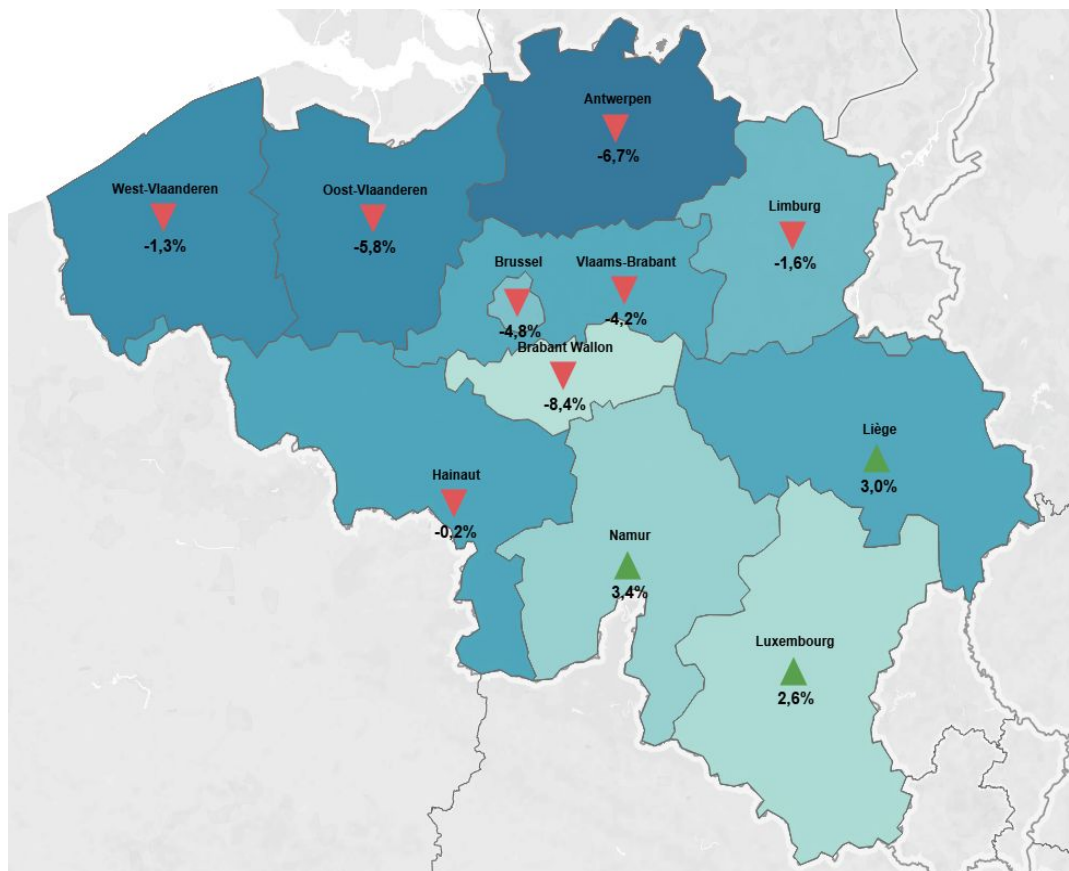 Antwerpen
-6,7%
West-Vlaanderen
-1,3%
Oost-Vlaanderen
-5,8%
Limburg
-1,6%
Brussel
-4,8%
Vlaams-Brabant
-4,2%
Brabant Wallon
-8,4%
Liège
3,0%
Hainaut
-0,2%
Namur
3,4%
Luxembourg
2,6%